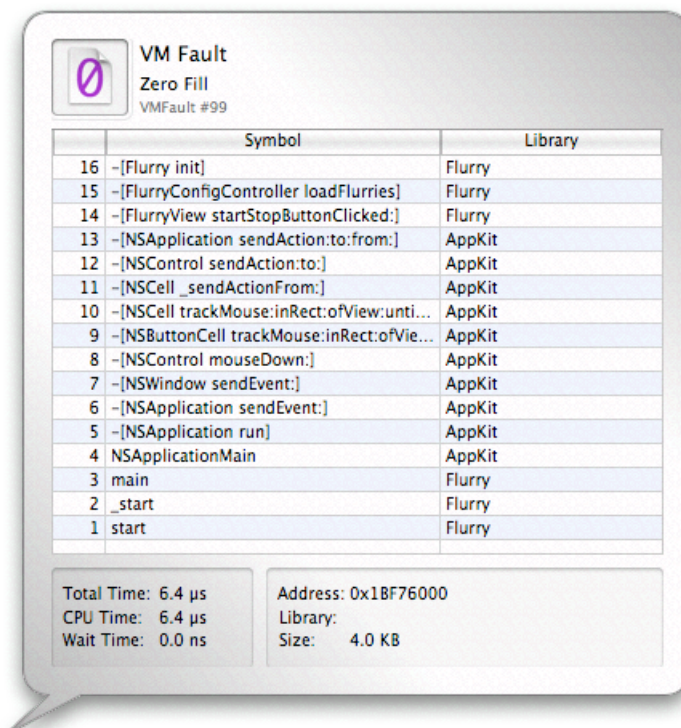 0
VM Fault
Zero Fill
VMFault #99
Symbol Library
16 -[Flurry init] Flurry
15 -[FlurryConfigController loadFlurries] Flurry
14 -[FlurryView startStopButtonClicked:] Flurry
13 -[NSApplication sendAction:to:from:] AppKit
12 -[NSControl sendAction:to:] AppKit
11 -[NSCell _sendActionFrom:] AppKit
10 -[NSCell trackMouse:inRect:ofView:unti... AppKit
9 -[NSButtonCell trackMouse:inRect:ofVie... AppKit
8 -[NSControl mouseDown:] AppKit
7 -[NSWindow sendEvent:] AppKit
6 -[NSApplication sendEvent:] AppKit
5 -[NSApplication run] AppKit
4 NSApplicationMain AppKit
3 main Flurry
2 _start Flurry
1 start Flurry
Total Time: 6.4 µs
CPU Time: 6.4 µs
Wait Time: 0.0 ns
Address: 0x1BF76000
Library:
Size: 4.0 KB